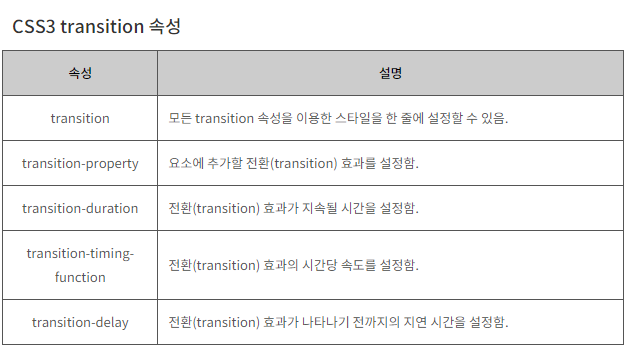 CSS3 transition 속성
속성 설명
transition 모든 transition 속성을 이용한 스타일을 한 줄에 설정할 수 있음.
transition-property 요소에 추가할 전환(transition) 효과를 설정함.
transition-duration 전환(transition) 효과가 지속될 시간을 설정함.
transition-timing-
function 전환(transition) 효과의 시간당 속도를 설정함.
transition-delay 전환(transition) 효과가 나타나기 전까지의 지연 시간을 설정함.